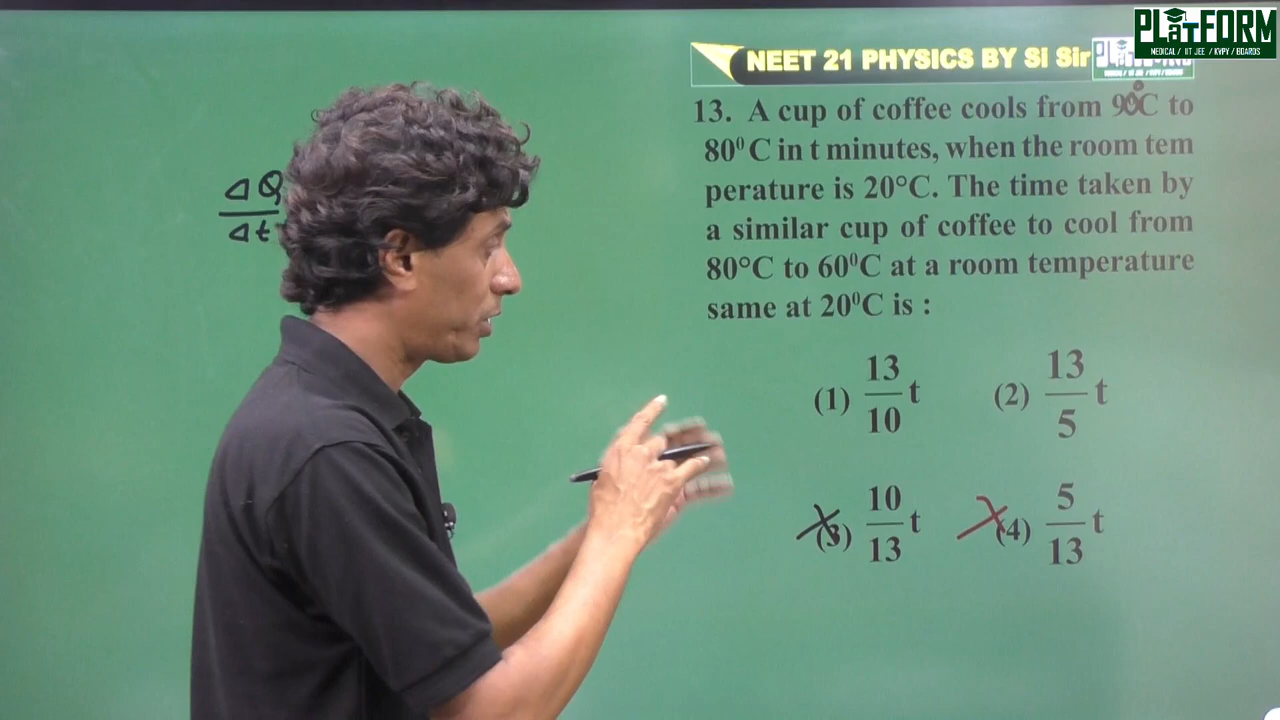 PLATFORM
MEDICAL / IIT JEE / KVPY / BOARDS
NEET 21 PHYSICS BY Si Sir
13. A cup of coffee cools from 90°C to
80⁰ C in t minutes, when the room tem
perature is 20°C. The time taken by
a similar cup of coffee to cool from
80°C to 60⁰C at a room temperature
same at 20⁰C is :
(1) 13/10 t (2) 13/5 t
(3) 10/13 t (4) 5/13 t
ΔQ
Δt